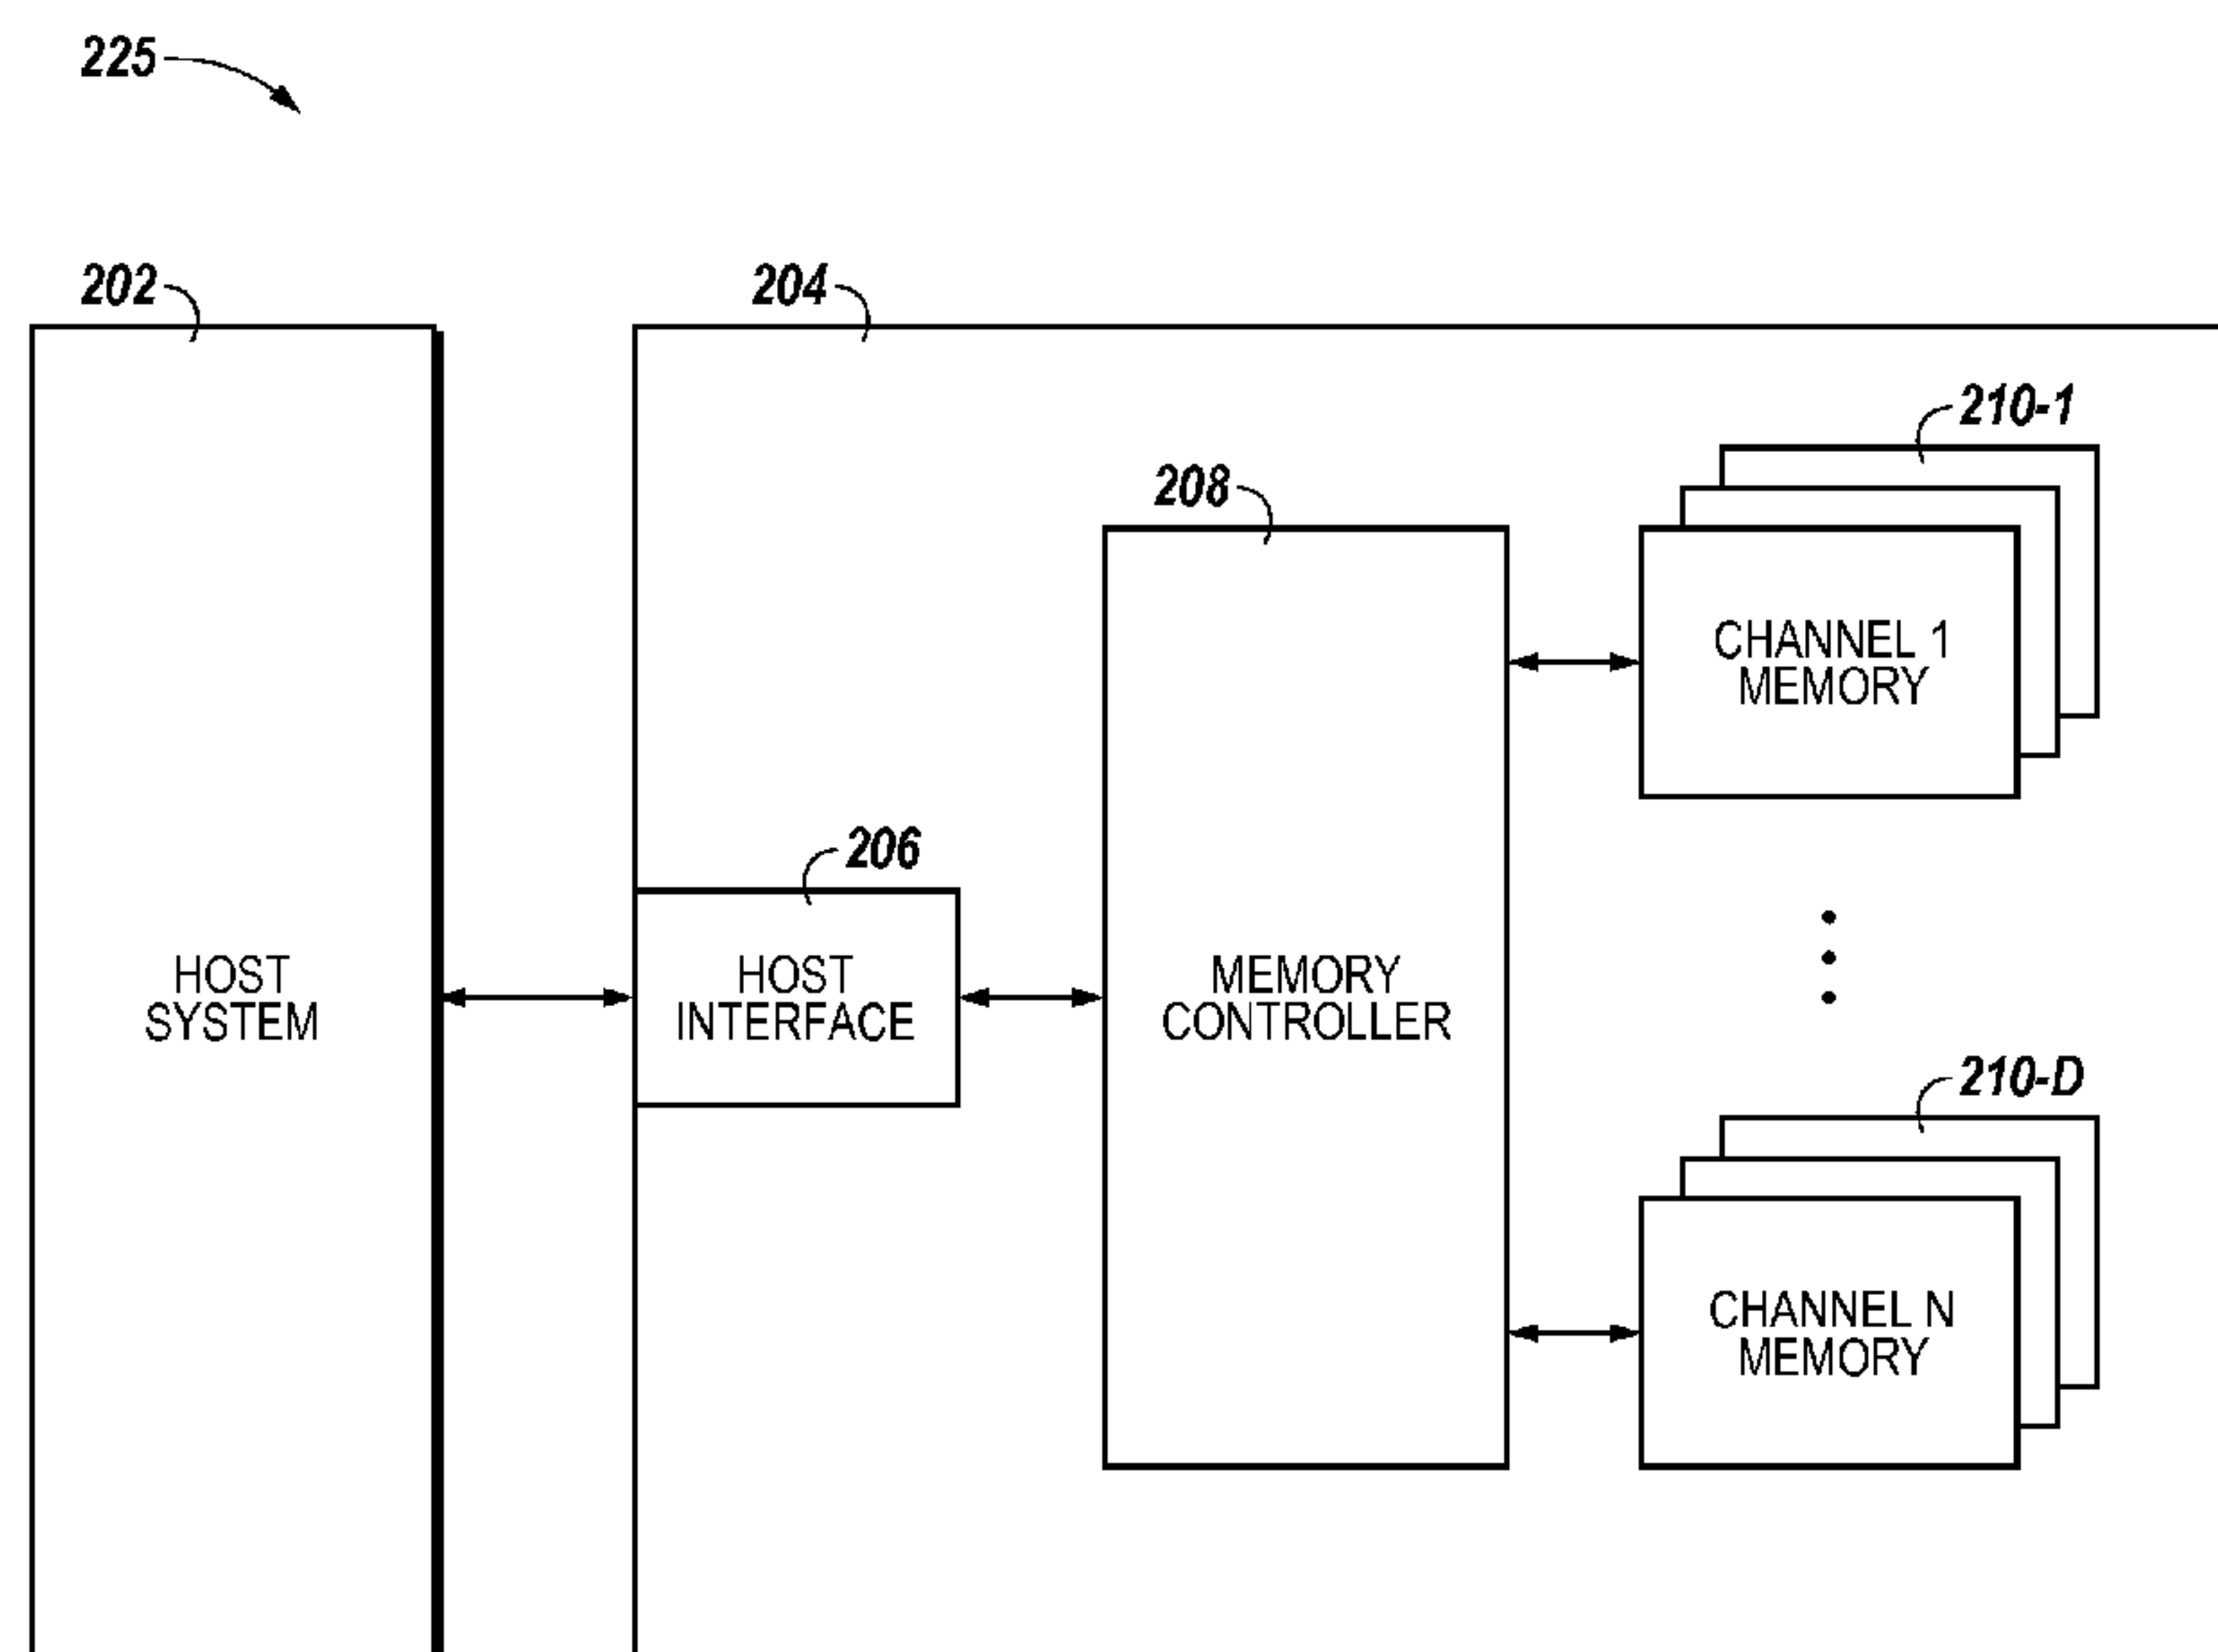 225
202
204
210-1
208
CHANNEL 1
MEMORY
206
HOST
SYSTEM
HOST
INTERFACE
MEMORY
CONTROLLER
210-D
CHANNEL N
MEMORY